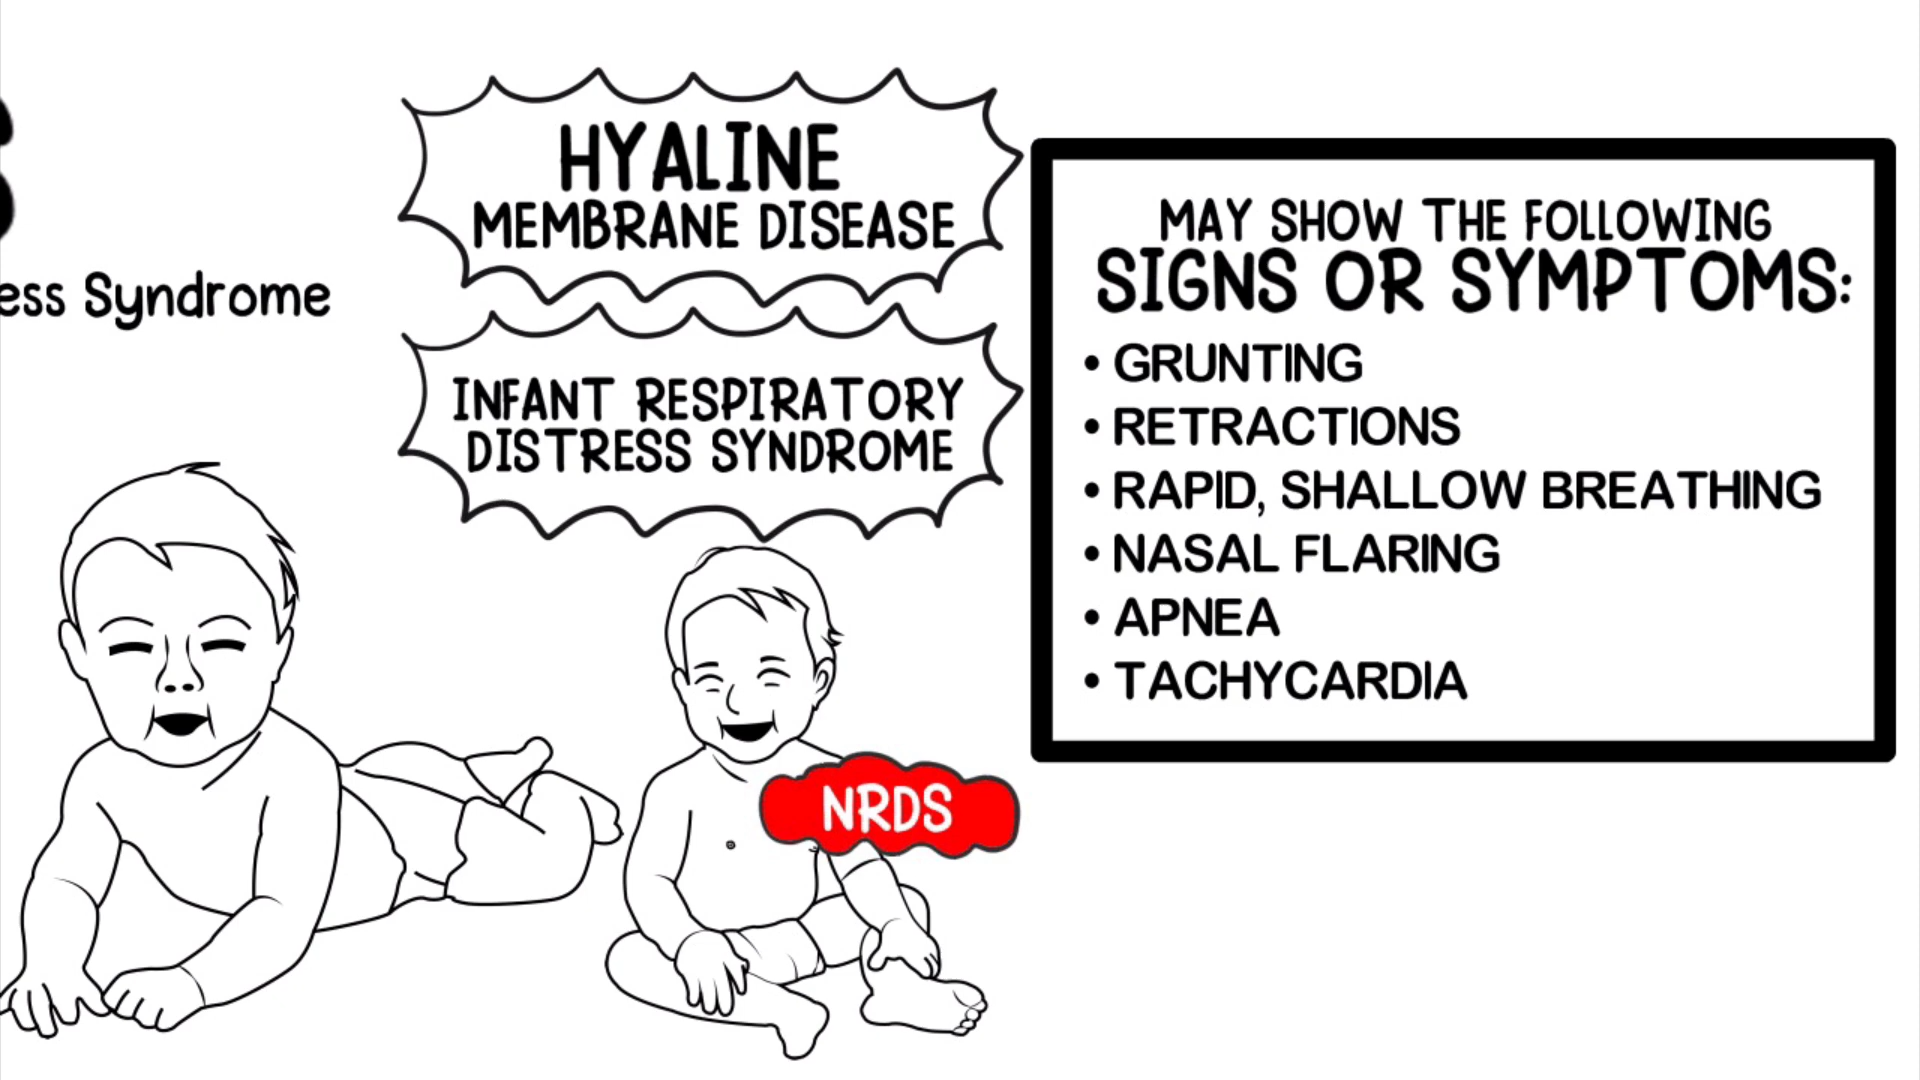 Syndrome
HYALINE
MEMBRANE DISEASE
INFANT RESPIRATORY
DISTRESS SYNDROME
NRDS
MAY SHOW THE FOLLOWING
SIGNS OR SYMPTOMS:
• GRUNTING
• RETRACTIONS
• RAPID, SHALLOW BREATHING
• NASAL FLARING
• APNEA
• TACHYCARDIA